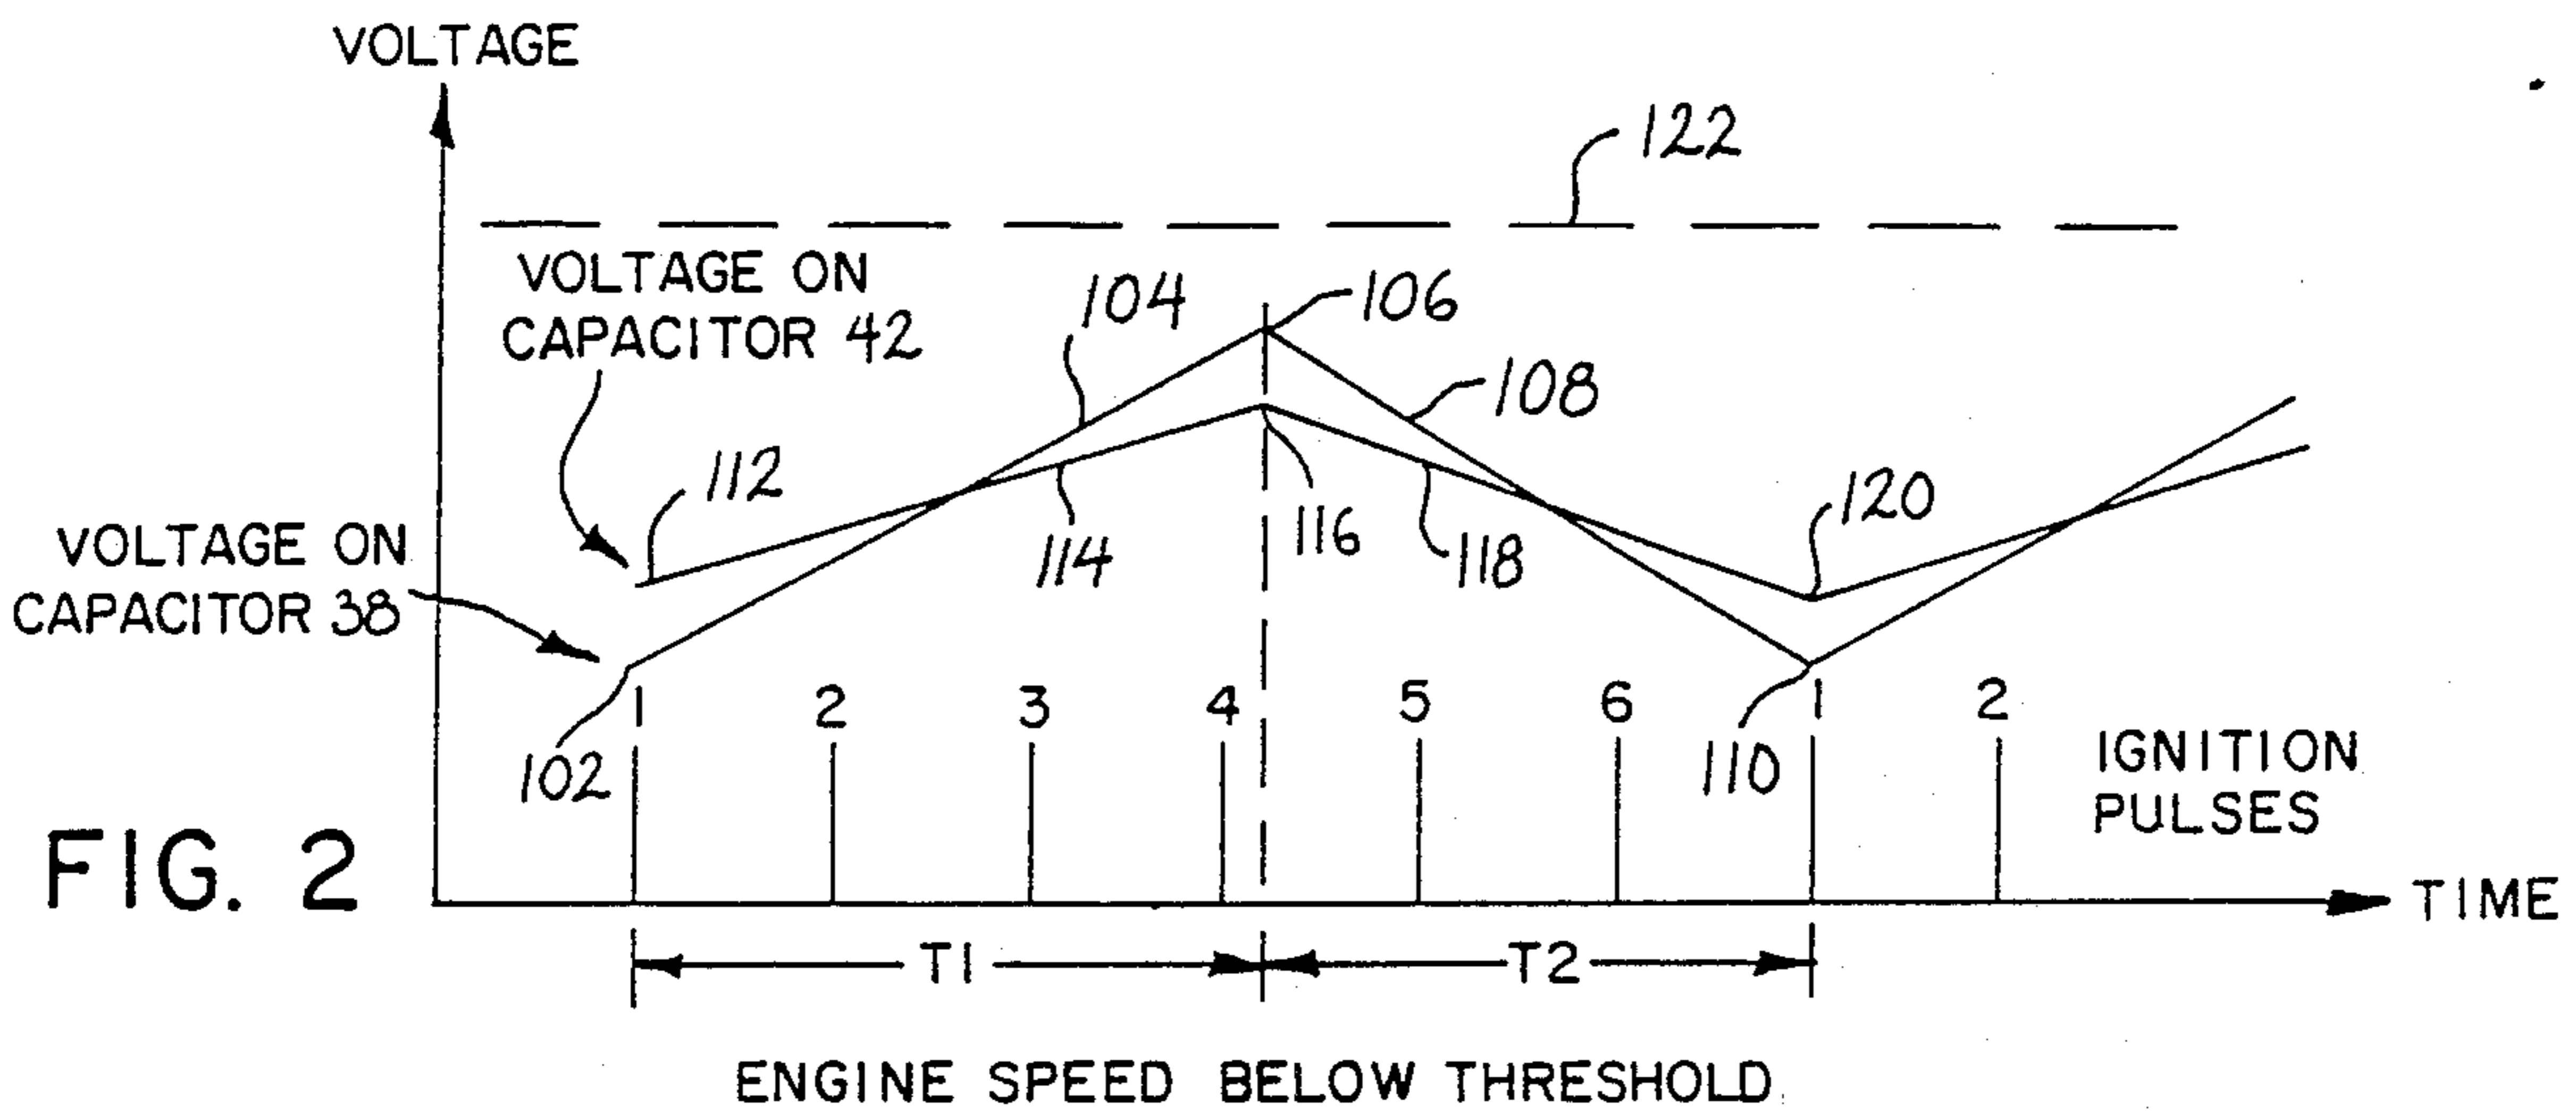 VOLTAGE
122
VOLTAGE ON
CAPACITOR 42
104
106
108
112
120
VOLTAGE ON
CAPACITOR 38
114
116
118
1 2 3 4 5 6 1 2
102
110
IGNITION
PULSES
FIG. 2
TIME
T1 T2
ENGINE SPEED BELOW THRESHOLD